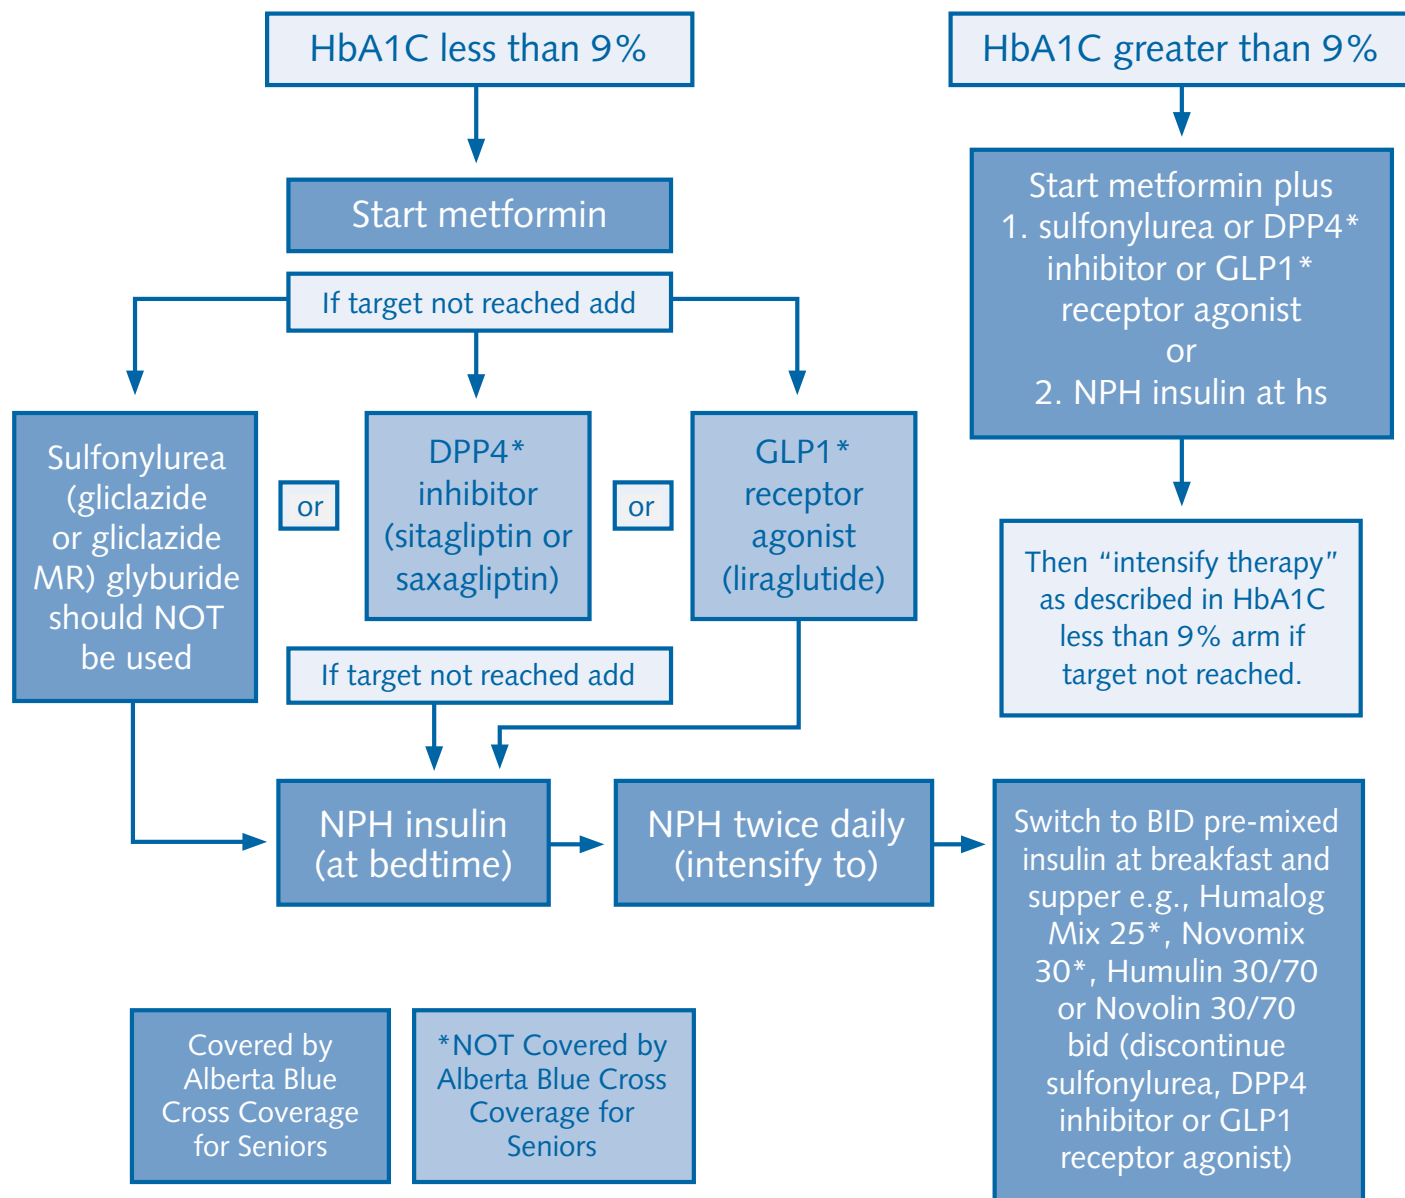 HbA1C less than 9%
Start metformin
If target not reached add
Sulfonylurea
(gliclazide
or gliclazide
MR) glyburide
should NOT
be used
or
DPP4*
inhibitor
(sitagliptin or
saxagliptin)
or
GLP1*
receptor
agonist
(liraglutide)
If target not reached add
NPH insulin
(at bedtime)
NPH twice daily
(intensify to)
Switch to BID pre-mixed
insulin at breakfast and
supper e.g., Humalog
Mix 25*, Novomix
30*, Humulin 30/70
or Novolin 30/70
bid (discontinue
sulfonylurea, DPP4
inhibitor or GLP1
receptor agonist)
HbA1C greater than 9%
Start metformin plus
1. sulfonylurea or DPP4*
inhibitor or GLP1*
receptor agonist
or
2. NPH insulin at hs
Then “intensify therapy”
as described in HbA1C
less than 9% arm if
target not reached.
Covered by
Alberta Blue
Cross Coverage
for Seniors
*NOT Covered by
Alberta Blue Cross
Coverage for
Seniors